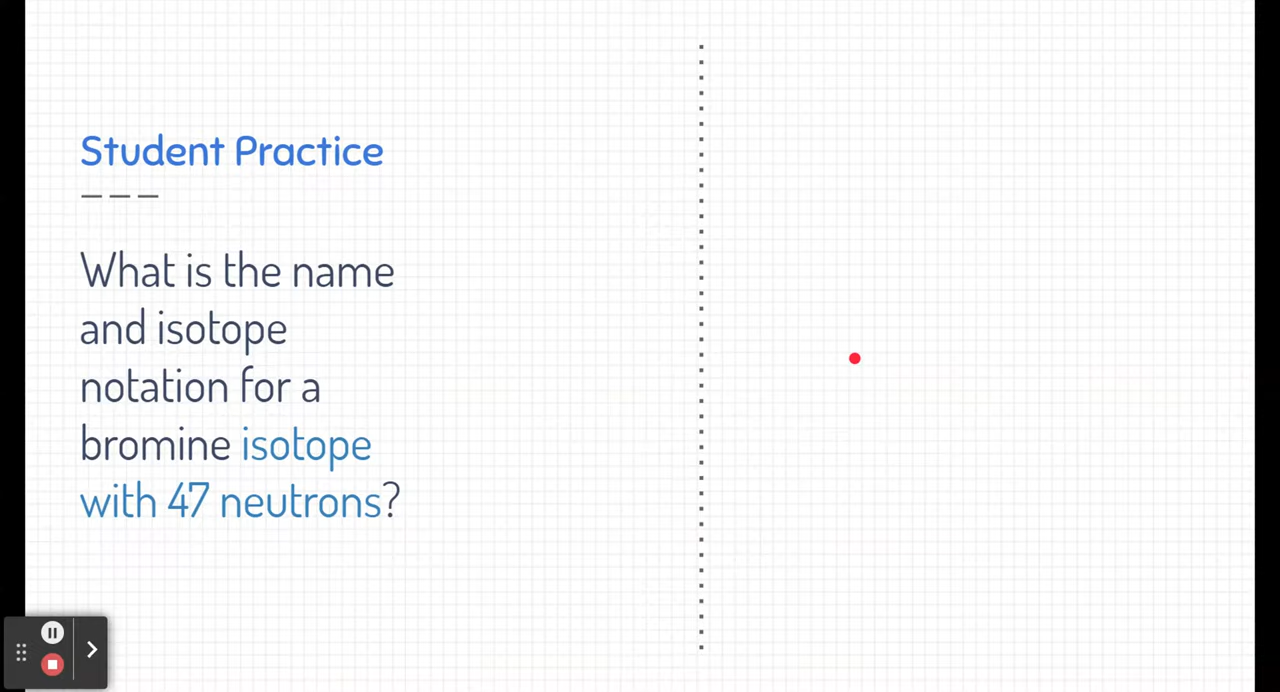 Student Practice
What is the name
and isotope
notation for a
bromine isotope
with 47 neutrons?